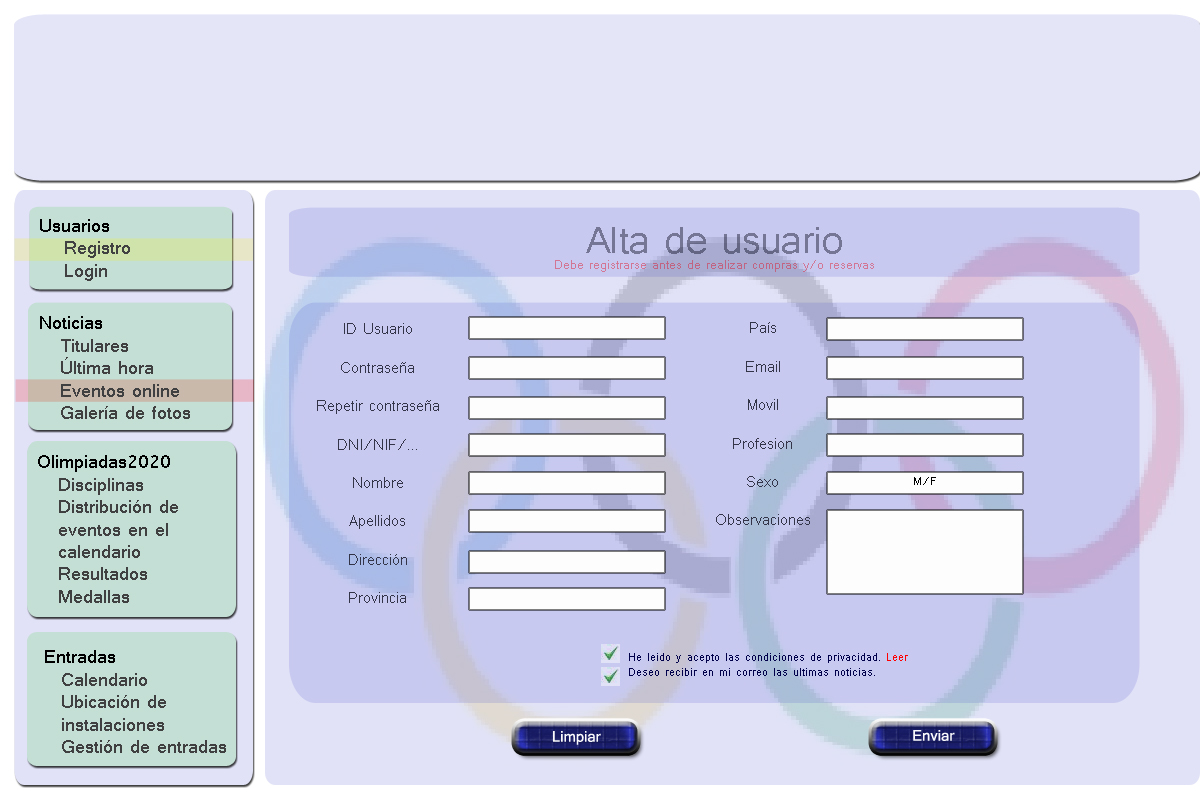 Usuarios
Registro
Login
Noticias
Titulares
Última hora
Eventos online
Galería de fotos
Olimpiadas2020
Disciplinas
Distribución de
eventos en el
calendario
Resultados
Medallas
Entradas
Calendario
Ubicación de
instalaciones
Gestión de entradas
Alta de usuario
Debe registrarse antes de realizar compras y/o reservas
ID Usuario
Contraseña
Repetir contraseña
DNI/NIF/...
Nombre
Apellidos
Dirección
Provincia
País
Email
Movil
Profesion
Sexo M/F
Observaciones
He leido y acepto las condiciones de privacidad. Leer
Deseo recibir en mi correo las ultimas noticias.
Limpiar
Enviar